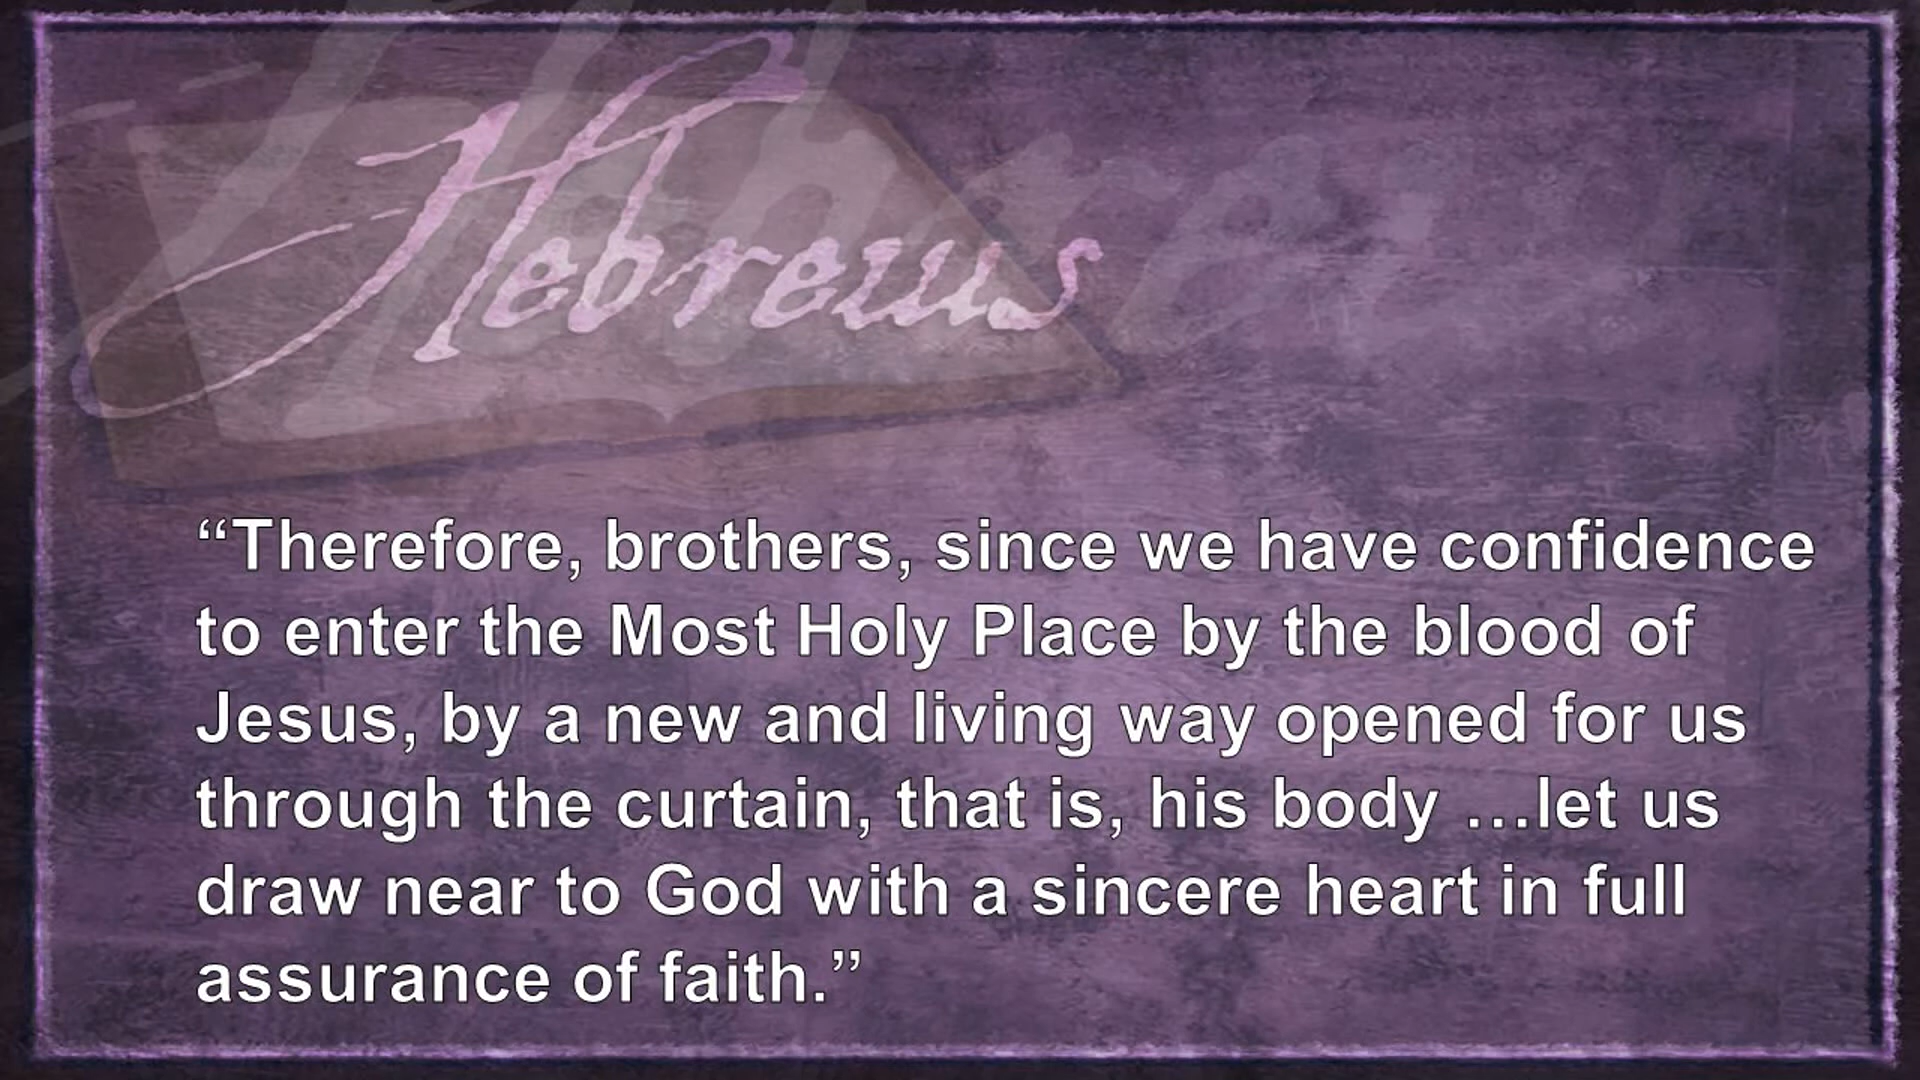 Hebrews
“Therefore, brothers, since we have confidence
to enter the Most Holy Place by the blood of
Jesus, by a new and living way opened for us
through the curtain, that is, his body …let us
draw near to God with a sincere heart in full
assurance of faith.”